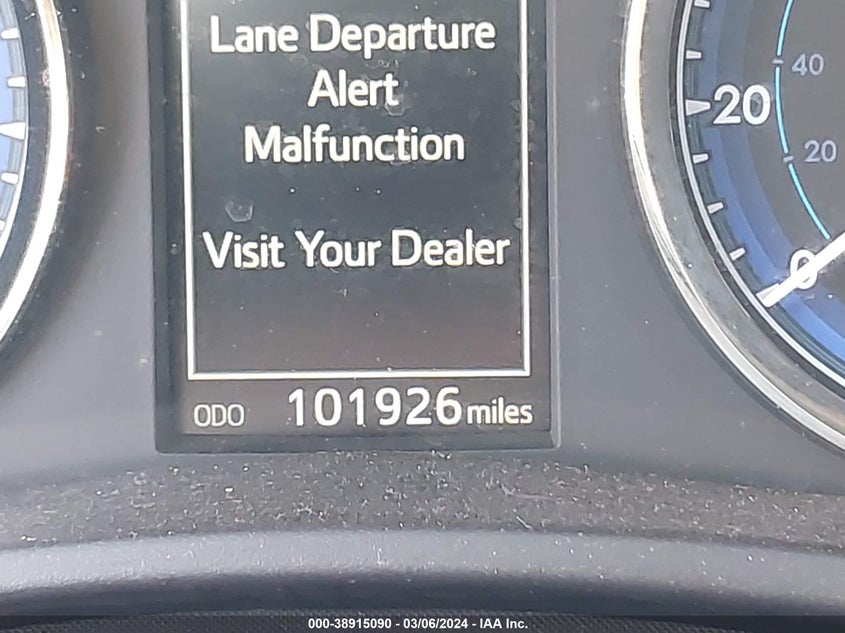 Lane Departure
Alert
Malfunction
Visit Your Dealer
ODO 101926 miles
40
20
20
0
000-38915090 - 03/06/2024 - IAA Inc.